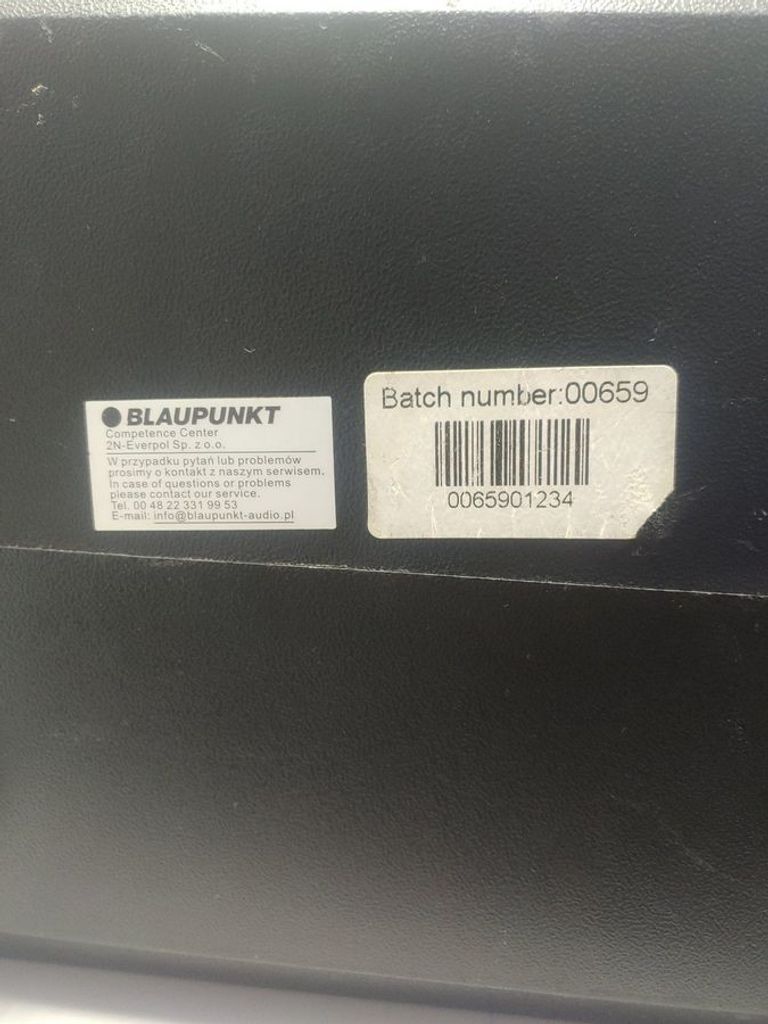 BLAUPUNKT
Competence Center
2N-Everpol Sp. z o.o.
W przypadku pytań lub problemów
prosimy o kontakt z naszym serwisem.
In case of questions or problems
please contact our service.
Tel. 00 48 22 331 99 53
E-mail: info@blaupunkt-audio.pl
Batch number:00659
0065901234